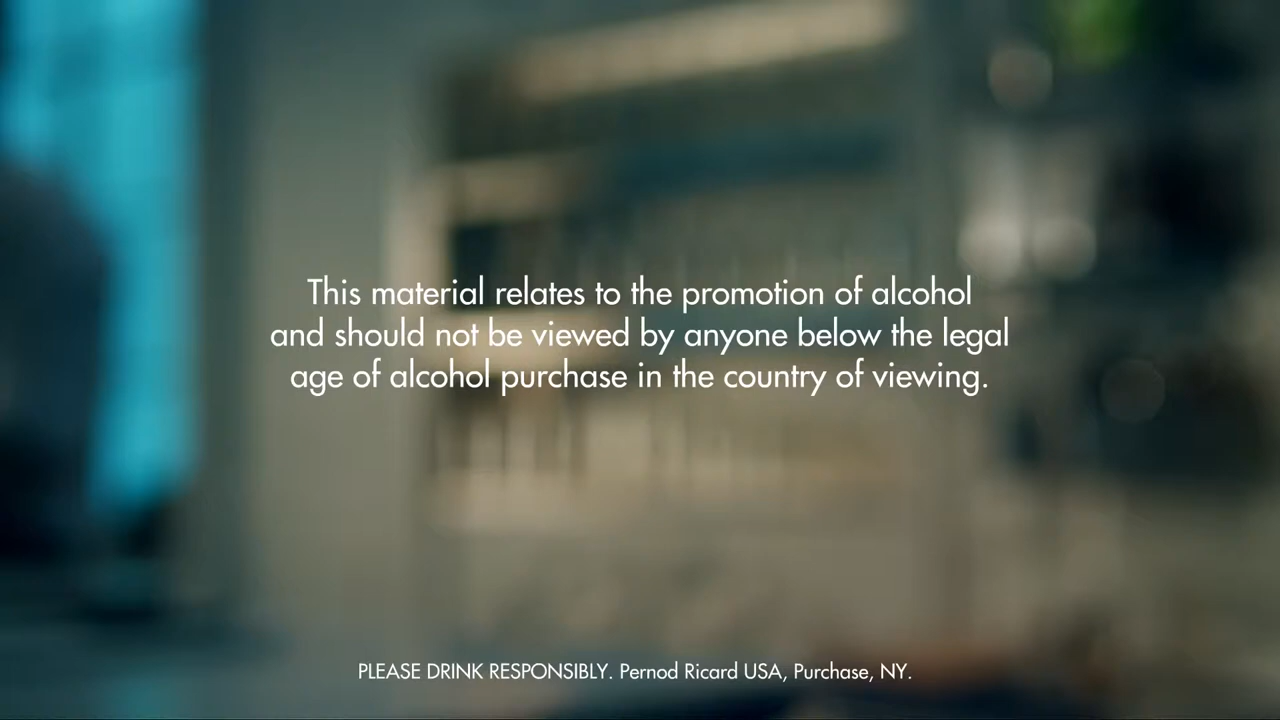 This material relates to the promotion of alcohol
and should not be viewed by anyone below the legal
age of alcohol purchase in the country of viewing.
PLEASE DRINK RESPONSIBLY. Pernod Ricard USA, Purchase, NY.